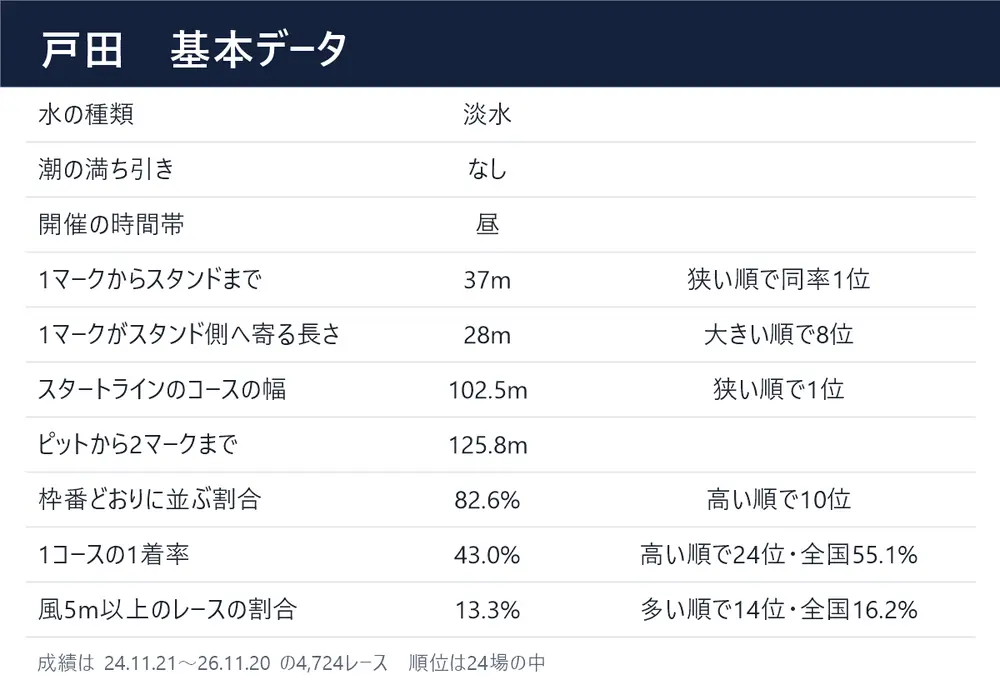 戸田　基本データ
水の種類 淡水
潮の満ち引き なし
開催の時間帯 昼
1マークからスタンドまで 37m 狭い順で同率1位
1マークがスタンド側へ寄る長さ 28m 大きい順で8位
スタートラインのコースの幅 102.5m 狭い順で1位
ピットから2マークまで 125.8m
枠番どおりに並ぶ割合 82.6% 高い順で10位
1コースの1着率 43.0% 高い順で24位・全国55.1%
風5m以上のレースの割合 13.3% 多い順で14位・全国16.2%
成績は 24.11.21～26.11.20 の4,724レース　順位は24場の中